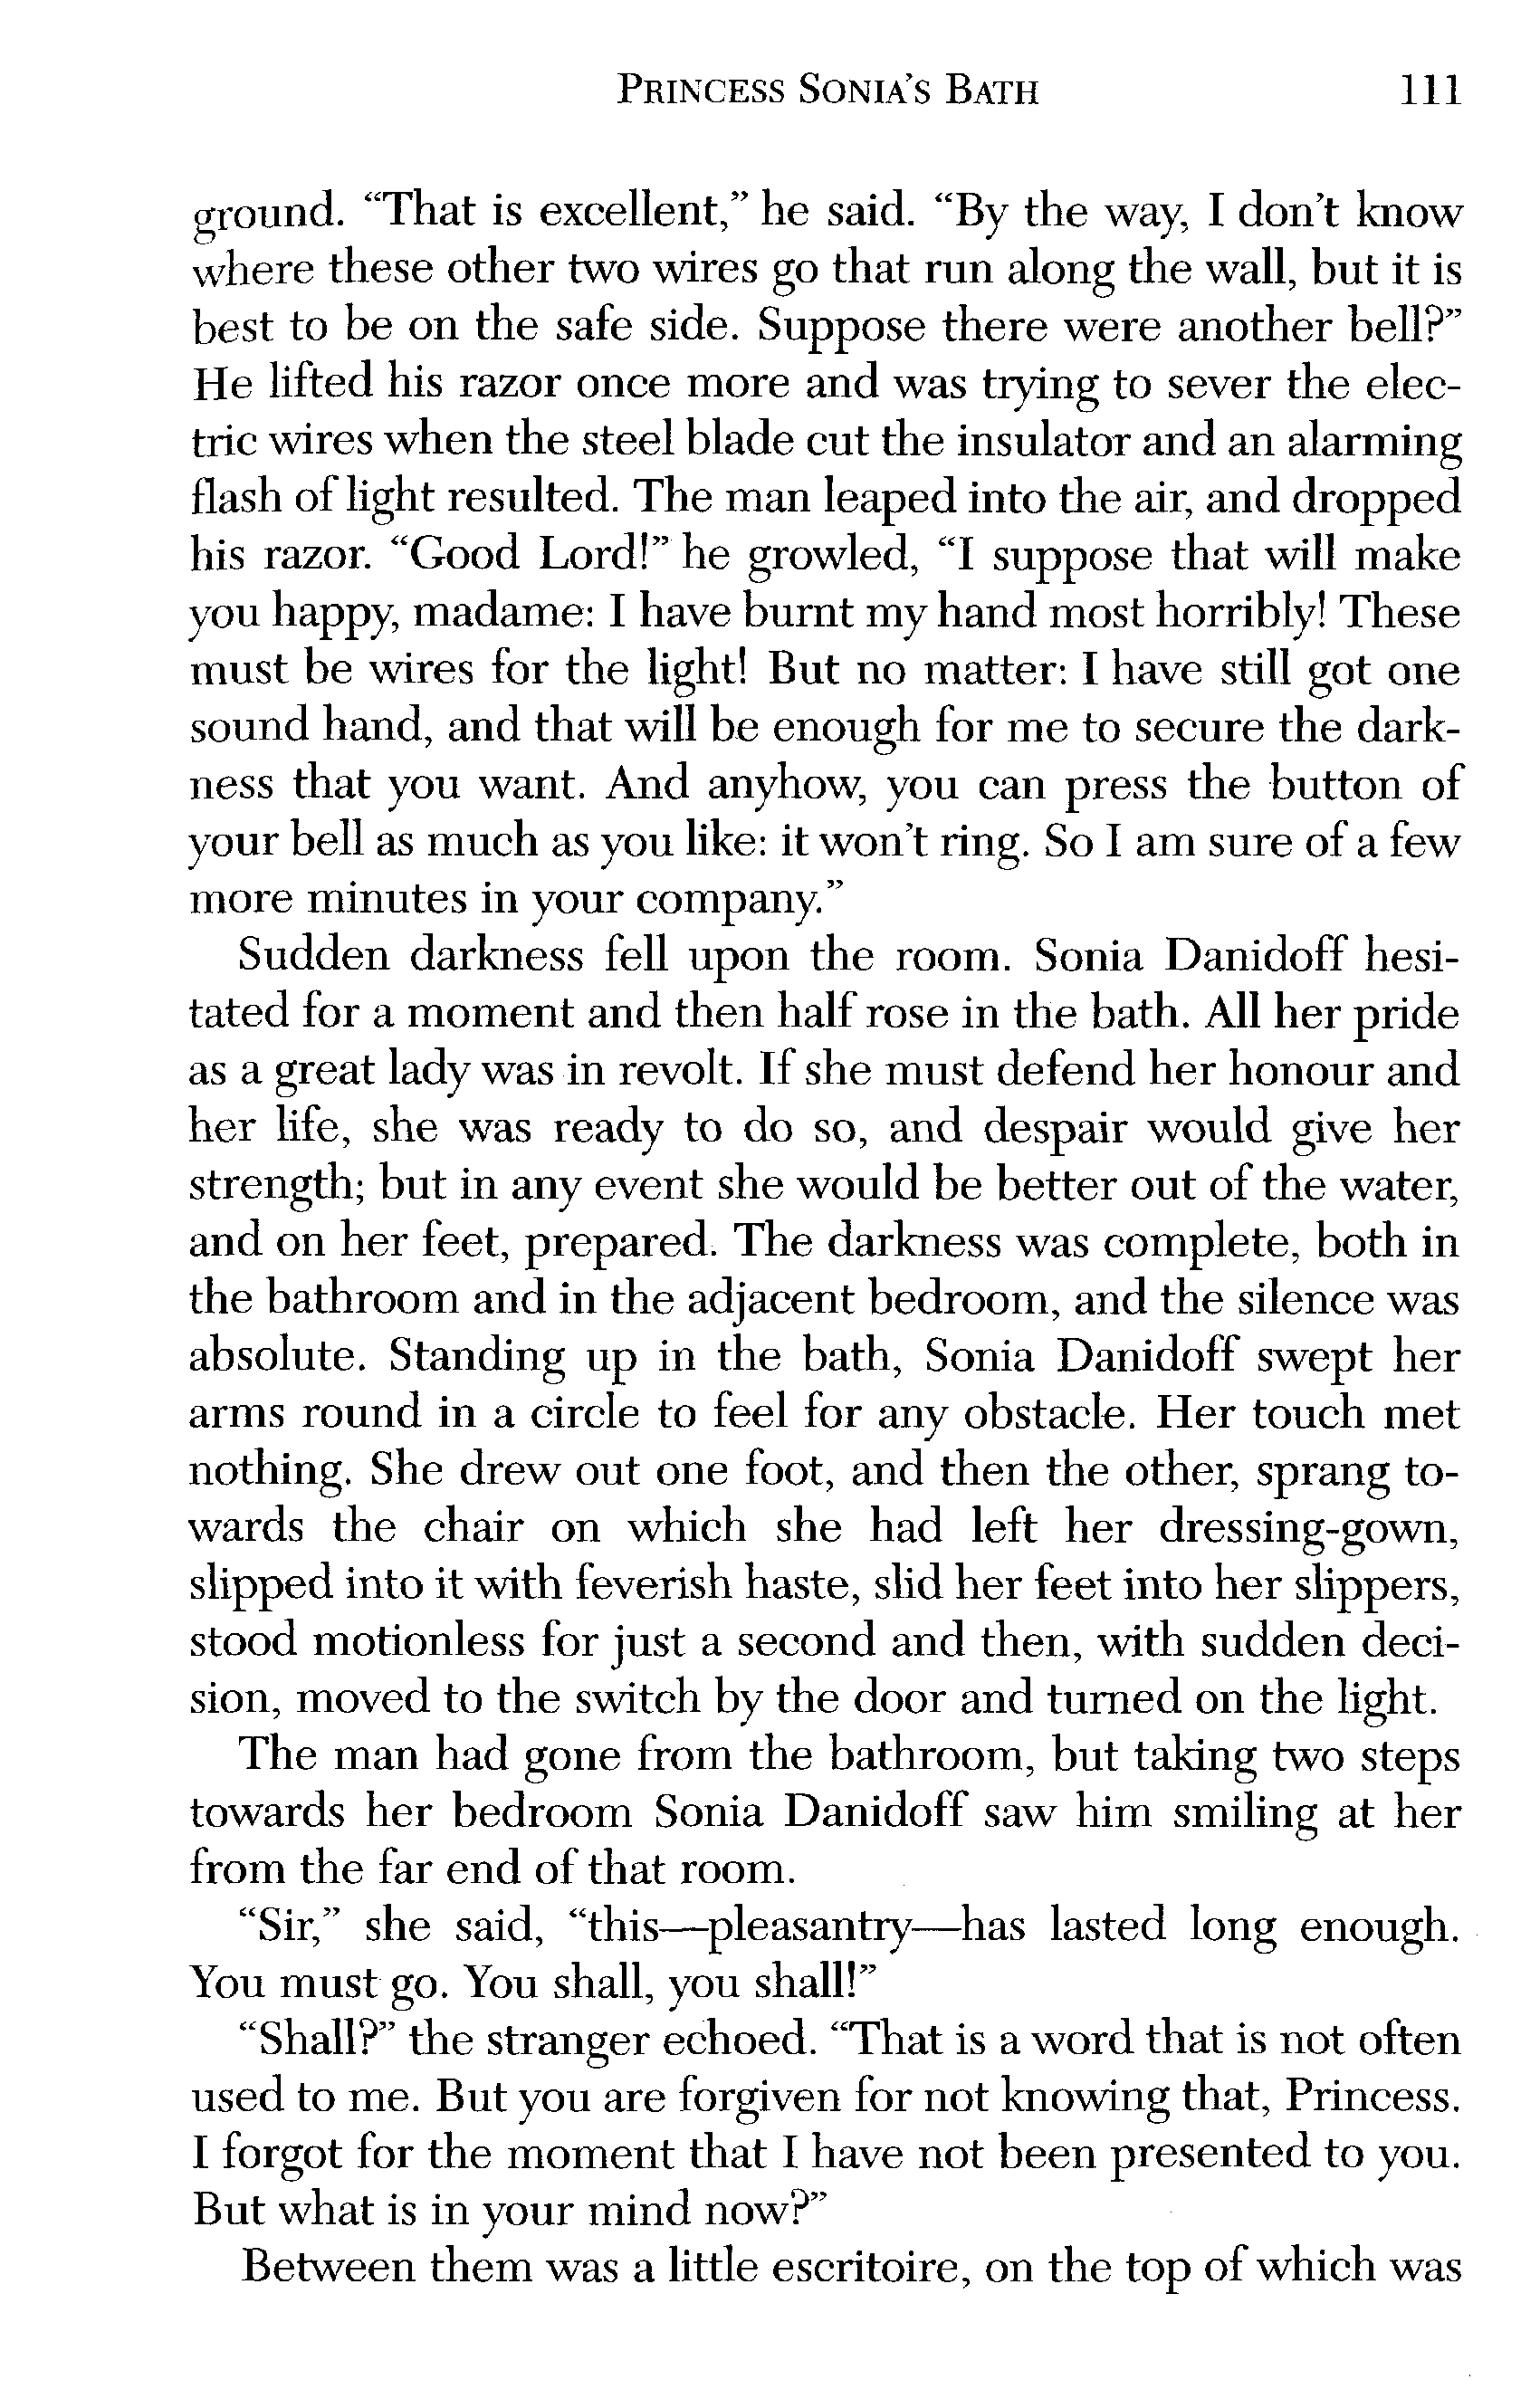 PRINCESS SONIA'S BATH 111
ground. “That is excellent,” he said. “By the way, I don't know
where these other two wires go that run along the wall, but it is
best to be on the safe side. Suppose there were another bell?”
He lifted his razor once more and was trying to sever the elec-
tric wires when the steel blade cut the insulator and an alarming
flash of light resulted. The man leaped into the air, and dropped
his razor. “Good Lord!” he growled, “I suppose that will make
you happy, madame: I have burnt my hand most horribly! These
must be wires for the light! But no matter: I have still got one
sound hand, and that will be enough for me to secure the dark-
ness that you want. And anyhow, you can press the button of
your bell as much as you like: it won't ring. So I am sure of a few
more minutes in your company.”
Sudden darkness fell upon the room. Sonia Danidoff hesi-
tated for a moment and then half rose in the bath. All her pride
as a great lady was in revolt. If she must defend her honour and
her life, she was ready to do so, and despair would give her
strength; but in any event she would be better out of the water,
and on her feet, prepared. The darkness was complete, both in
the bathroom and in the adjacent bedroom, and the silence was
absolute. Standing up in the bath, Sonia Danidoff swept her
arms round in a circle to feel for any obstacle. Her touch met
nothing. She drew out one foot, and then the other, sprang to-
wards the chair on which she had left her dressing-gown,
slipped into it with feverish haste, slid her feet into her slippers,
stood motionless for just a second and then, with sudden deci-
sion, moved to the switch by the door and turned on the light.
The man had gone from the bathroom, but taking two steps
towards her bedroom Sonia Danidoff saw him smiling at her
from the far end of that room.
“Sir,” she said, “this—pleasantry—has lasted long enough.
You must go. You shall, you shall!”
“Shall?” the stranger echoed. “That is a word that is not often
used to me. But you are forgiven for not knowing that, Princess.
I forgot for the moment that I have not been presented to you.
But what is in your mind now?”
Between them was a little escritoire, on the top of which was